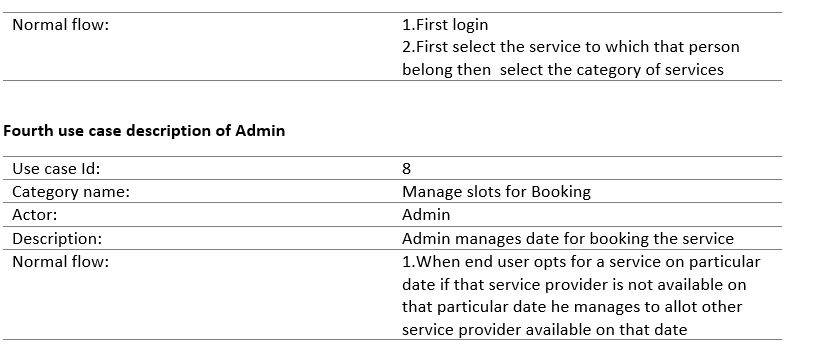 Normal flow: 1.First login
2.First select the service to which that person
belong then  select the category of services
Fourth use case description of Admin
Use case Id: 8
Category name: Manage slots for Booking
Actor: Admin
Description: Admin manages date for booking the service
Normal flow: 1.When end user opts for a service on particular
date if that service provider is not available on
that particular date he manages to allot other
service provider available on that date